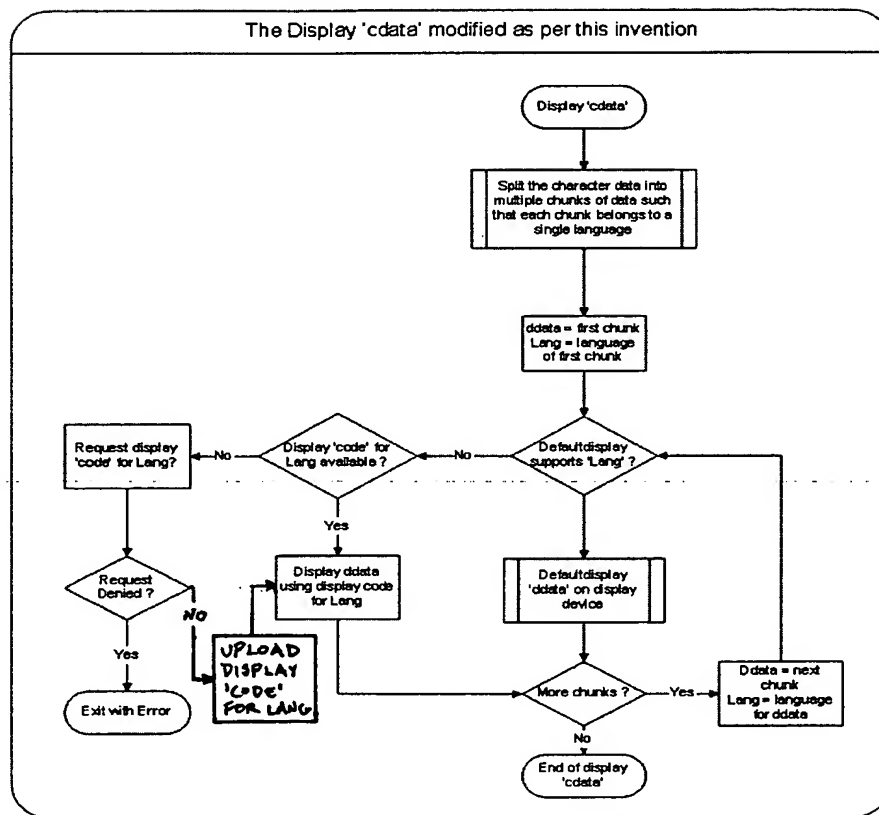 The Display 'cdata' modified as per this invention
Display 'cdata'
Split the character data into
multiple chunks of data such
that each chunk belongs to a
single language
ddata = first chunk
Lang = language
of first chunk
Request display
'code' for Lang?
No
Display 'code' for
Lang available ?
No
Defaultdisplay
supports 'Lang' ?
Yes
Request
Denied ?
NO
Display ddata
using display code
for Lang
Defaultdisplay
'ddata' on display
device
Yes
UPLOAD
DISPLAY
'CODE'
FOR LANG.
Exit with Error
More chunks ?
Yes
Ddata = next
chunk
Lang = language
for ddata
No
End of display
'cdata'